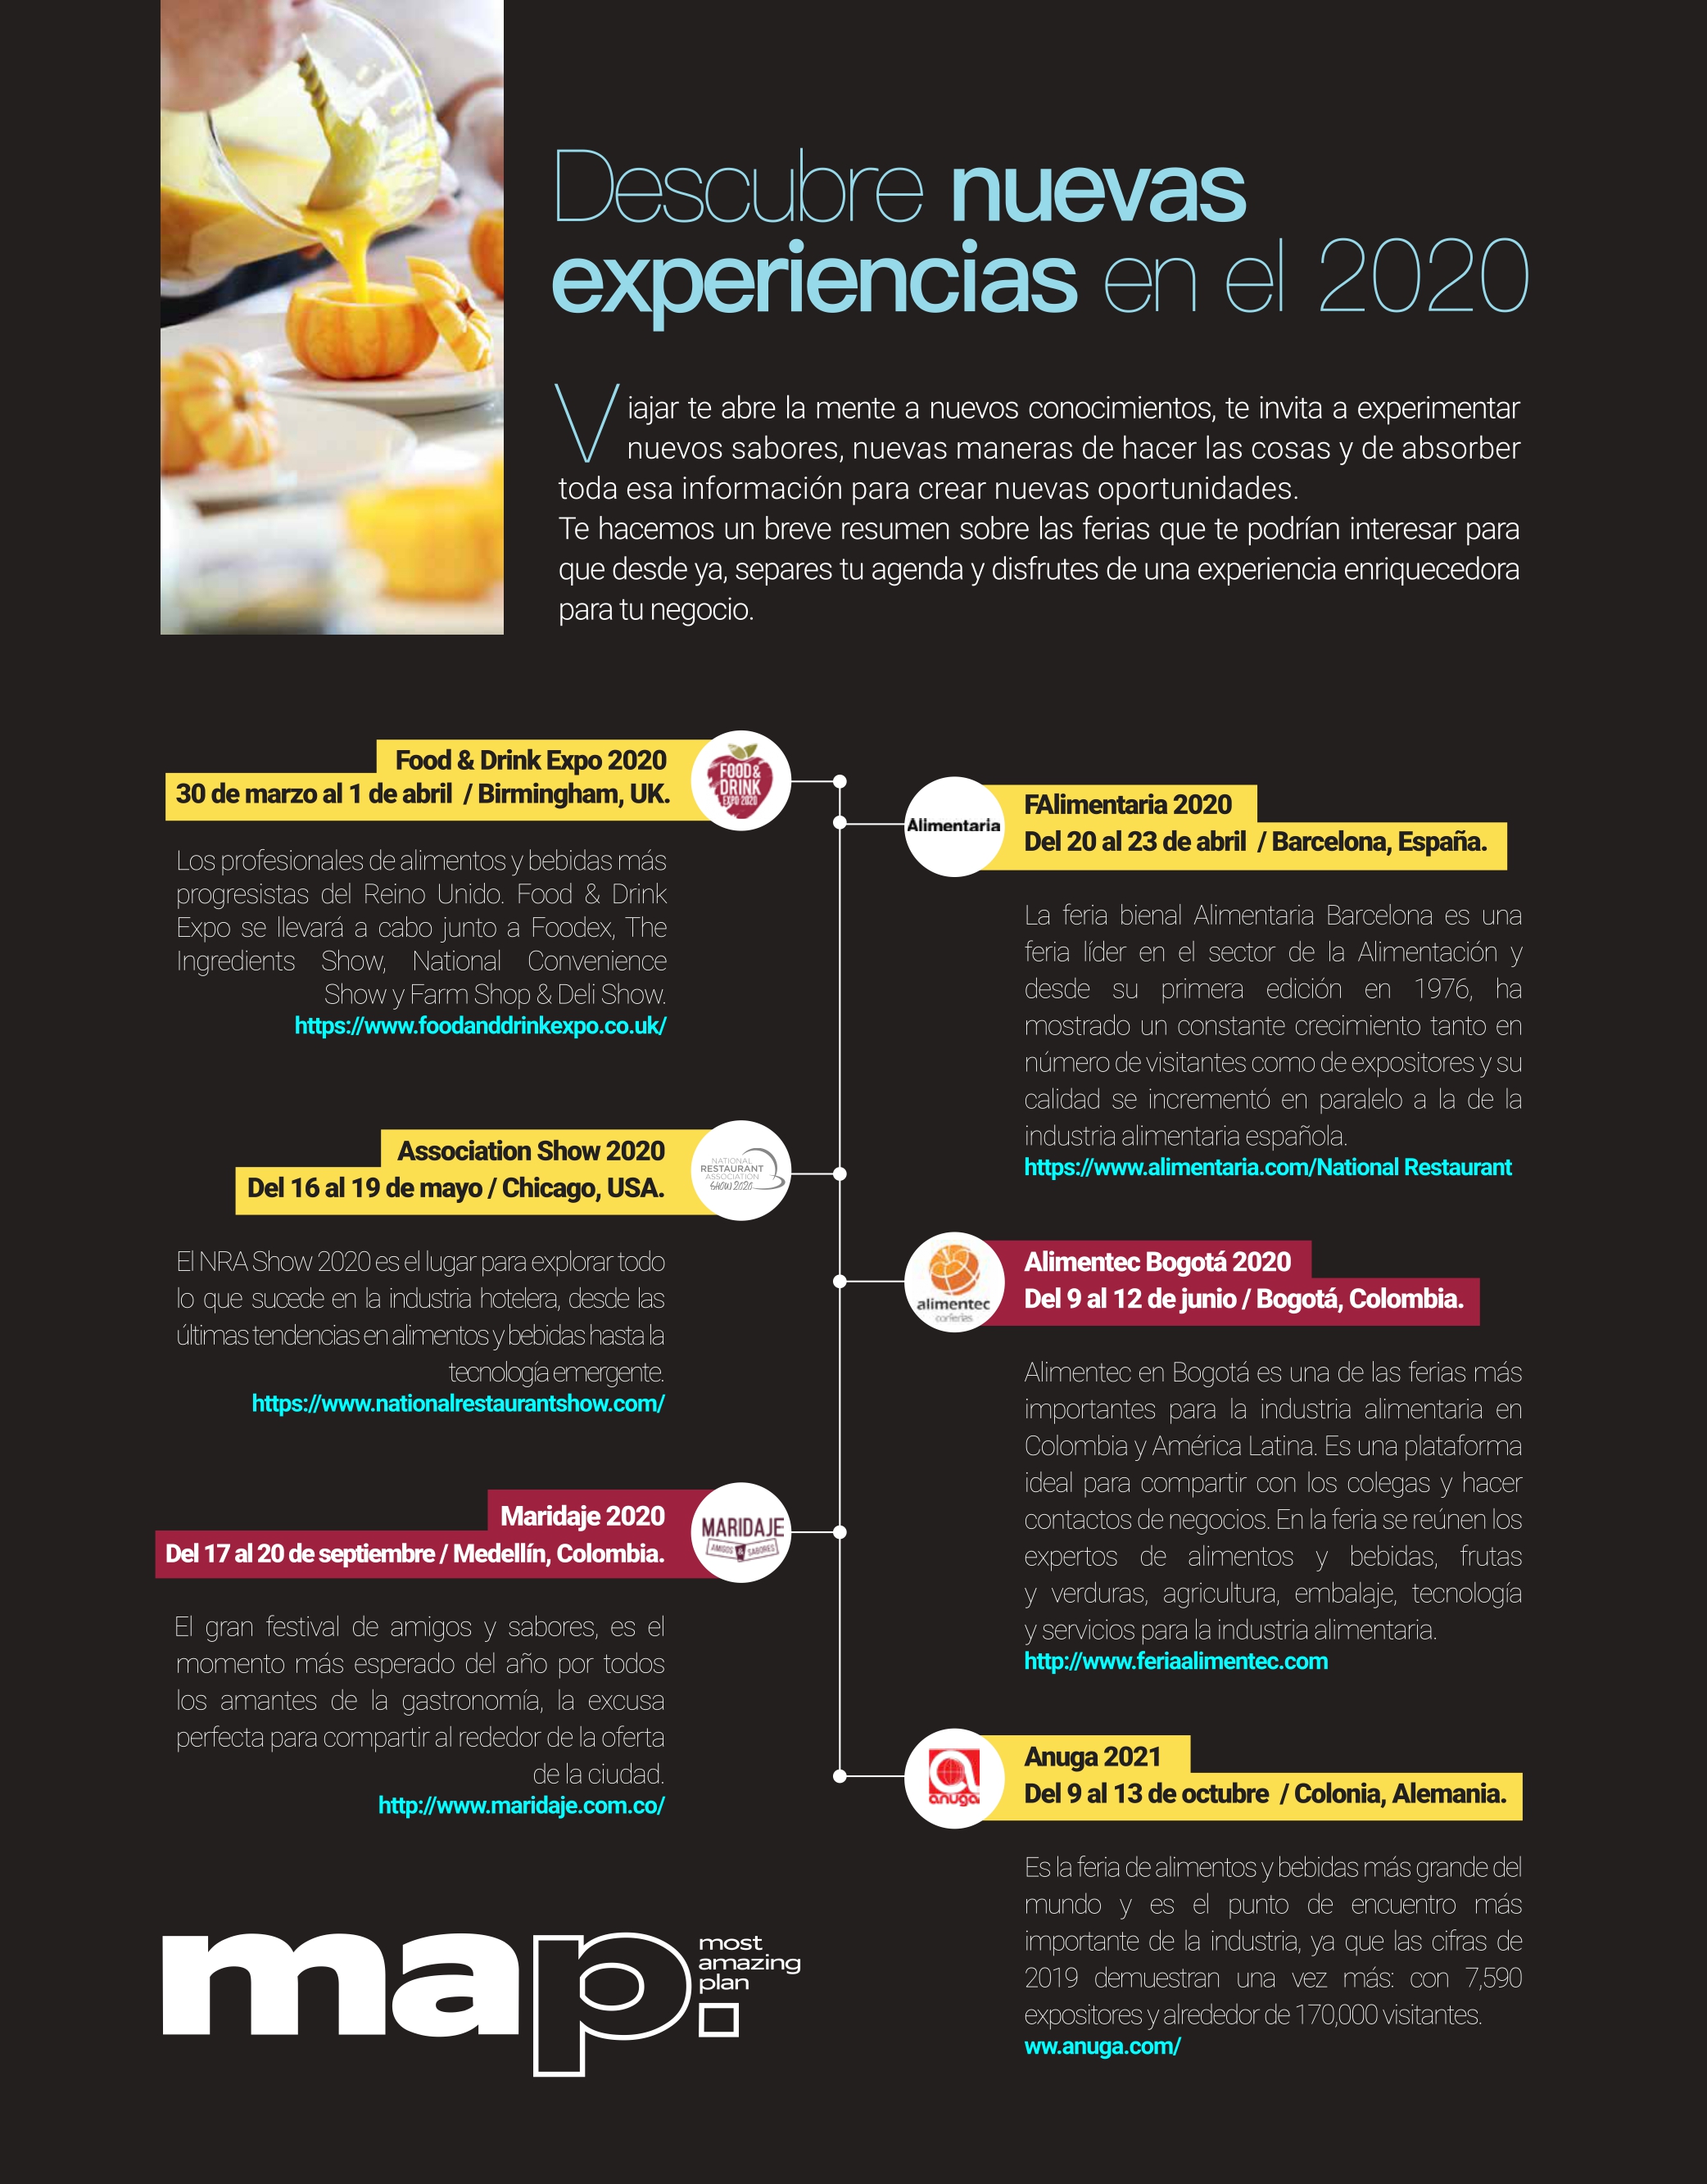 Descubre nuevas
experiencias en el 2020
Viajar te abre la mente a nuevos conocimientos, te invita a experimentar
nuevos sabores, nuevas maneras de hacer las cosas y de absorber
toda esa información para crear nuevas oportunidades.
Te hacemos un breve resumen sobre las ferias que te podrían interesar para
que desde ya, separes tu agenda y disfrutes de una experiencia enriquecedora
para tu negocio.
Food & Drink Expo 2020
30 de marzo al 1 de abril / Birmingham, UK.
FOOD &
DRINK
EXPO 2020
Los profesionales de alimentos y bebidas más
progresistas del Reino Unido. Food & Drink
Expo se llevará a cabo junto a Foodex, The
Ingredients Show, National Convenience
Show y Farm Shop & Deli Show.
https://www.foodanddrinkexpo.co.uk/
Alimentaria
FAlimentaria 2020
Del 20 al 23 de abril / Barcelona, España.
La feria bienal Alimentaria Barcelona es una
feria líder en el sector de la Alimentación y
desde su primera edición en 1976, ha
mostrado un constante crecimiento tanto en
número de visitantes como de expositores y su
calidad se incrementó en paralelo a la de la
industria alimentaria española.
https://www.alimentaria.com/National Restaurant
Association Show 2020
Del 16 al 19 de mayo / Chicago, USA.
NATIONAL
RESTAURANT
ASSOCIATION
SHOW 2020
El NRA Show 2020 es el lugar para explorar todo
lo que sucede en la industria hotelera, desde las
últimas tendencias en alimentos y bebidas hasta la
tecnología emergente.
https://www.nationalrestaurantshow.com/
alimentec
corferias
Alimentec Bogotá 2020
Del 9 al 12 de junio / Bogotá, Colombia.
Alimentec en Bogotá es una de las ferias más
importantes para la industria alimentaria en
Colombia y América Latina. Es una plataforma
ideal para compartir con los colegas y hacer
contactos de negocios. En la feria se reúnen los
expertos de alimentos y bebidas, frutas
y verduras, agricultura, embalaje, tecnología
y servicios para la industria alimentaria.
http://www.feriaalimentec.com
Maridaje 2020
Del 17 al 20 de septiembre / Medellín, Colombia.
MARIDAJE
AMIGOS & SABORES
El gran festival de amigos y sabores, es el
momento más esperado del año por todos
los amantes de la gastronomía, la excusa
perfecta para compartir al rededor de la oferta
de la ciudad.
http://www.maridaje.com.co/
anuga
Anuga 2021
Del 9 al 13 de octubre / Colonia, Alemania.
Es la feria de alimentos y bebidas más grande del
mundo y es el punto de encuentro más
importante de la industria, ya que las cifras de
2019 demuestran una vez más: con 7,590
expositores y alrededor de 170,000 visitantes.
ww.anuga.com/
map.
most
amazing
plan